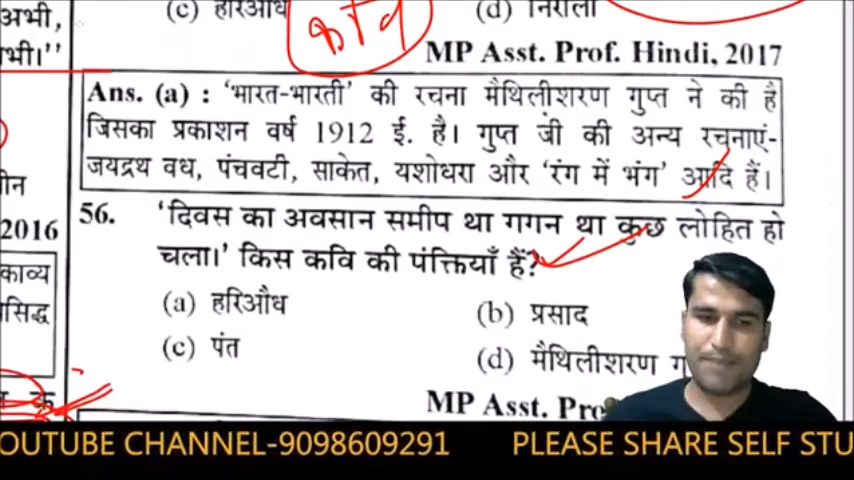 अभी,
भी।"
(c) हरिऔध
(d) निराला
MP Asst. Prof. Hindi, 2017
Ans. (a) : 'भारत-भारती' की रचना मैथिलीशरण गुप्त ने की है
जिसका प्रकाशन वर्ष 1912 ई. है। गुप्त जी की अन्य रचनाएं-
जयद्रथ वध, पंचवटी, साकेत, यशोधरा और 'रंग में भंग' आदि हैं।
ीन
2016
काव्य
सिद्ध
56. 'दिवस का अवसान समीप था गगन था कुछ लोहित हो
चला।' किस कवि की पंक्तियाँ हैं?
(a) हरिऔध
(b) प्रसाद
(c) पंत
(d) मैथिलीशरण ग
MP Asst. Pro
OUTUBE CHANNEL-9098609291 PLEASE SHARE SELF STU